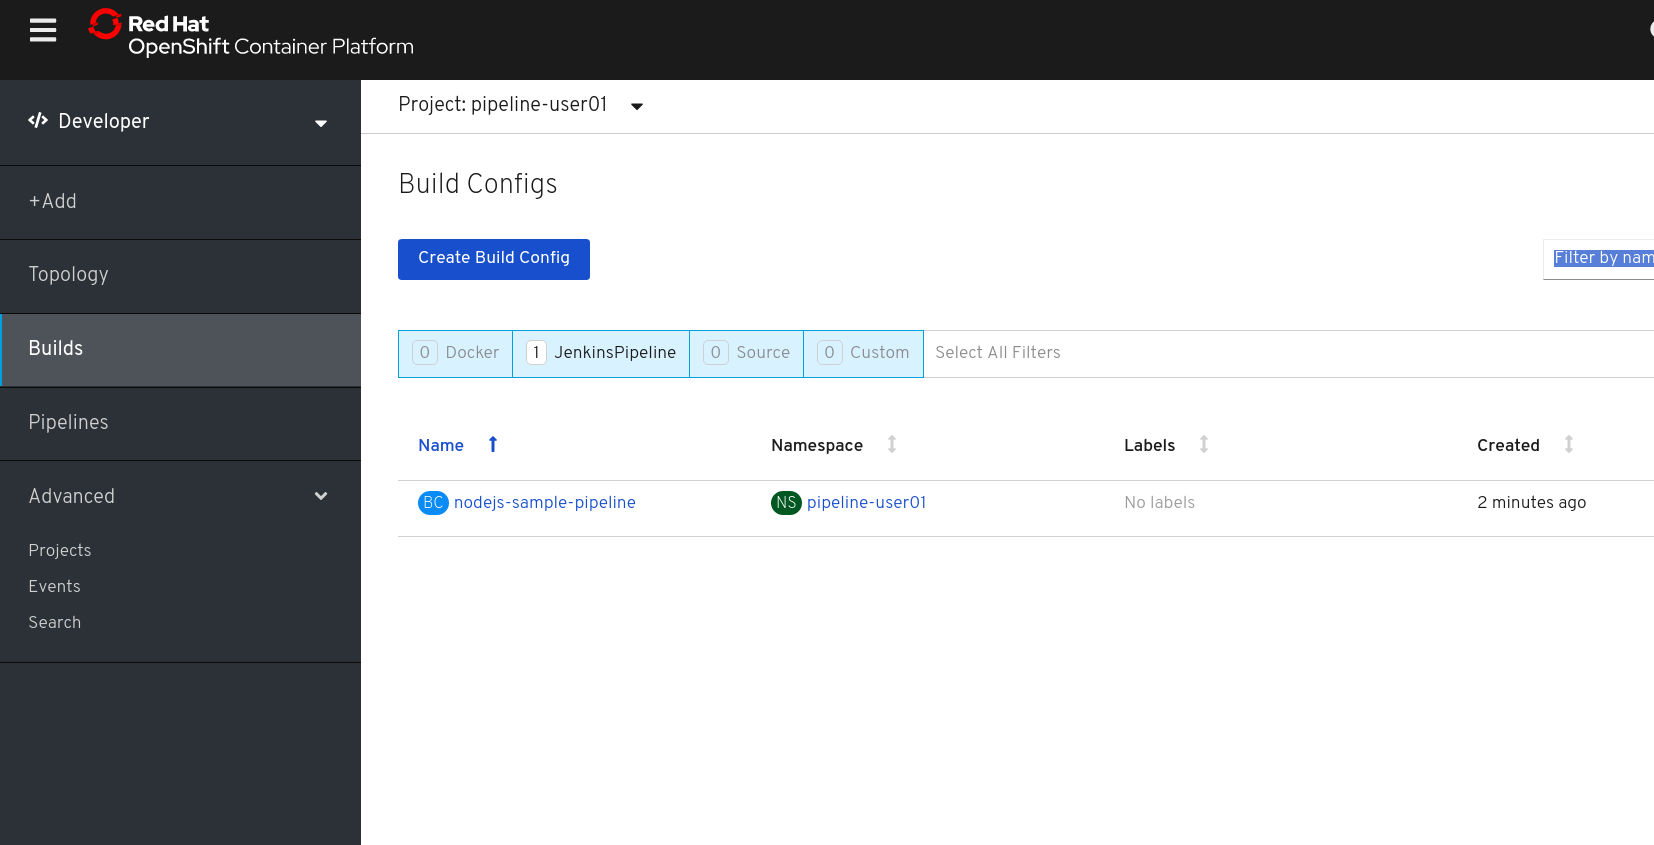 Red Hat
OpenShift Container Platform
Developer
+Add
Topology
Builds
Pipelines
Advanced
Projects
Events
Search
Project: pipeline-user01
Build Configs
Create Build Config
Filter by nam
0 Docker 1 JenkinsPipeline 0 Source 0 Custom Select All Filters
Name Namespace Labels Created
BC nodejs-sample-pipeline NS pipeline-user01 No labels 2 minutes ago